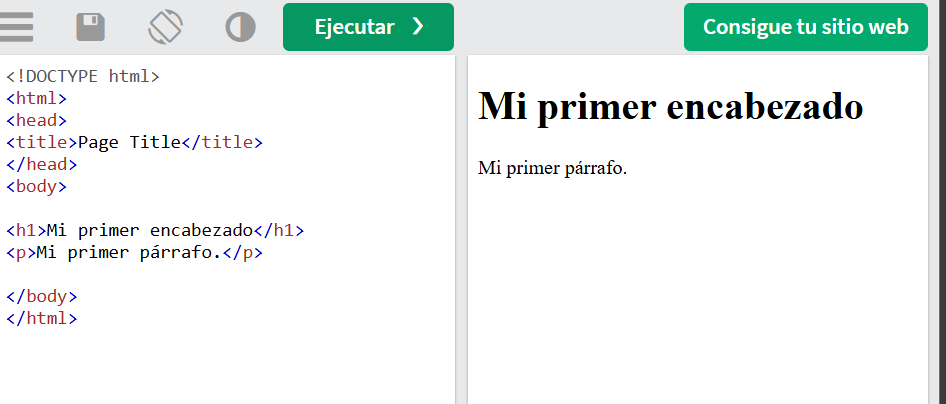 Ejecutar ❯
Consigue tu sitio web
<!DOCTYPE html>
<html>
<head>
<title>Page Title</title>
</head>
<body>
<h1>Mi primer encabezado</h1>
<p>Mi primer párrafo.</p>
</body>
</html>
Mi primer encabezado
Mi primer párrafo.